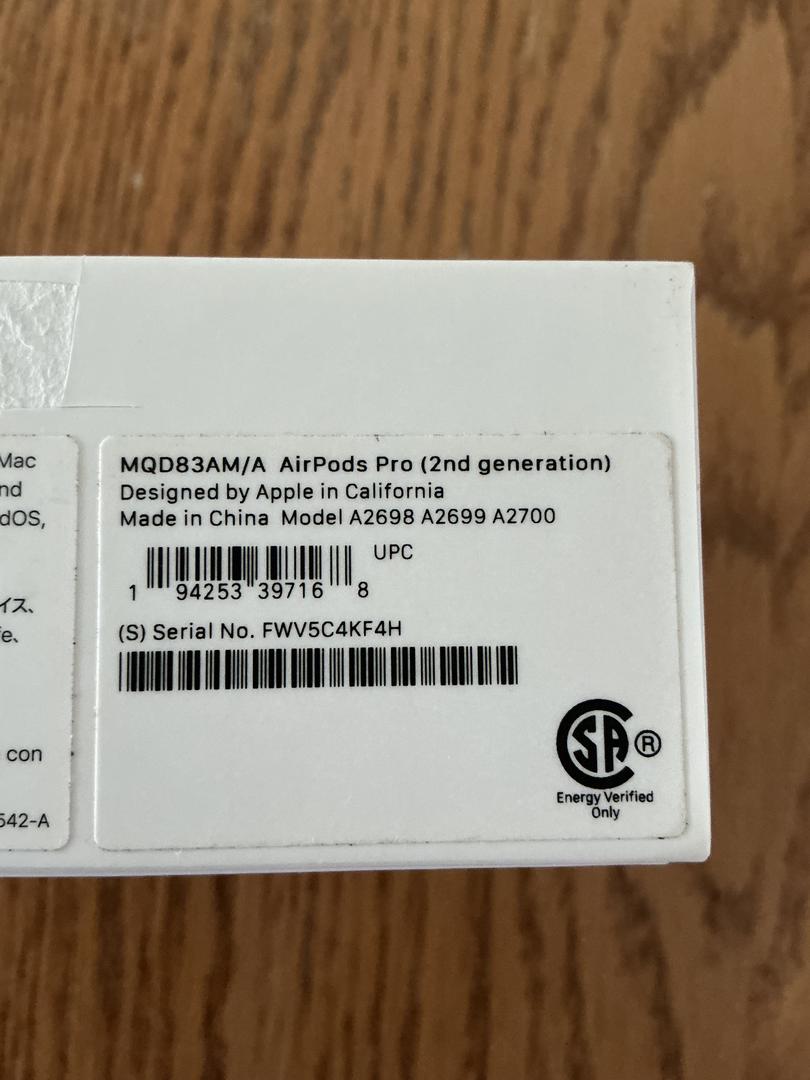 Mac
nd
dOS,
イス、
fe、
con
542-A
MQD83AM/A AirPods Pro (2nd generation)
Designed by Apple in California
Made in China Model A2698 A2699 A2700
UPC
1 94253 39716 8
(S) Serial No. FWV5C4KF4H
SA ®
Energy Verified
Only